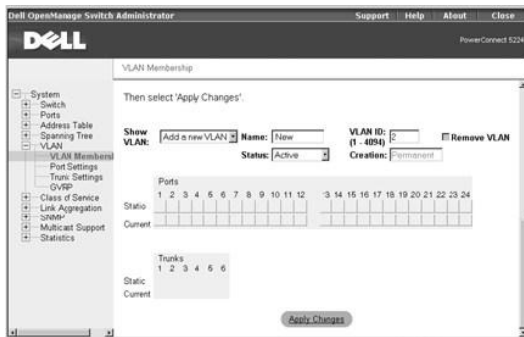 Dell OpenManage Switch Administrator Support Help About Close
DELL
PowerConnect 5224
VLAN Membership
System
Switch
Ports
Address Table
Spanning Tree
VLAN
VLAN Membersl
Port Settings
Trunk Settings
GVRP
Class of Service
Link Aggregation
SNMP
Multicast Support
Statistics
Then select 'Apply Changes'.
Show VLAN: Add a new VLAN Name: New VLAN ID: (1 - 4094) 2 Remove VLAN
Status: Active Creation: Permanent
Ports
1 2 3 4 5 6 7 8 9 10 11 12 '3 14 15 16 17 18 19 20 21 22 23 24
Static
Current
Trunks
1 2 3 4 5 6
Static
Current
Apply Changes